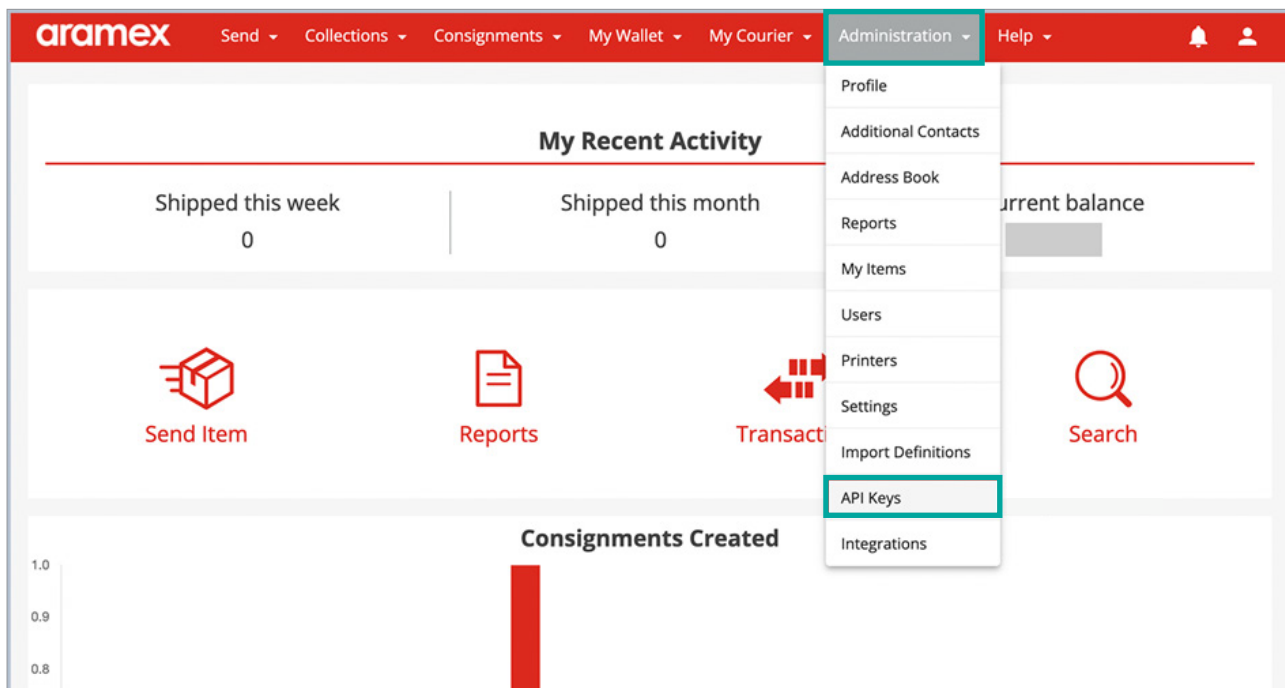 aramex Send Collections Consignments My Wallet My Courier Administration Help
Profile
Additional Contacts
Address Book
Reports
My Items
Users
Printers
Settings
Import Definitions
API Keys
Integrations
My Recent Activity
Shipped this week
0
Shipped this month
0
urrent balance
Send Item
Reports
Transacti
Search
Consignments Created
1.0
0.9
0.8